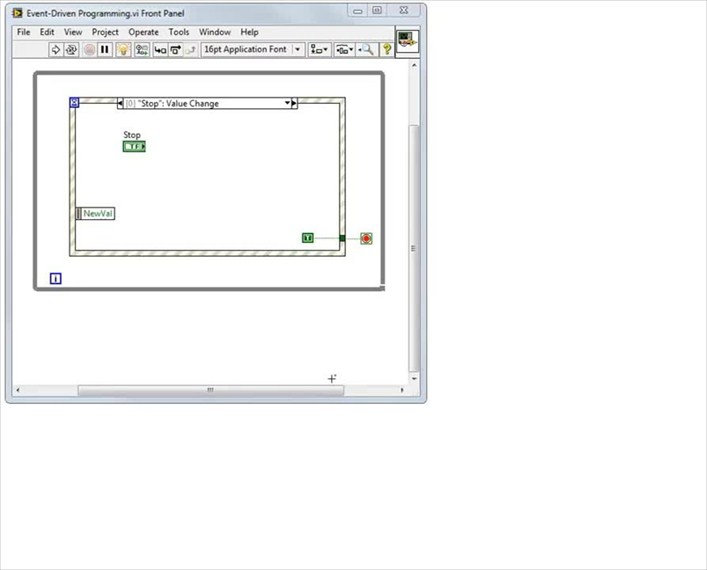 Event-Driven Programming.vi Front Panel
File Edit View Project Operate Tools Window Help
16pt Application Font
[0] "Stop": Value Change
Stop
TF
NewVal
T
i